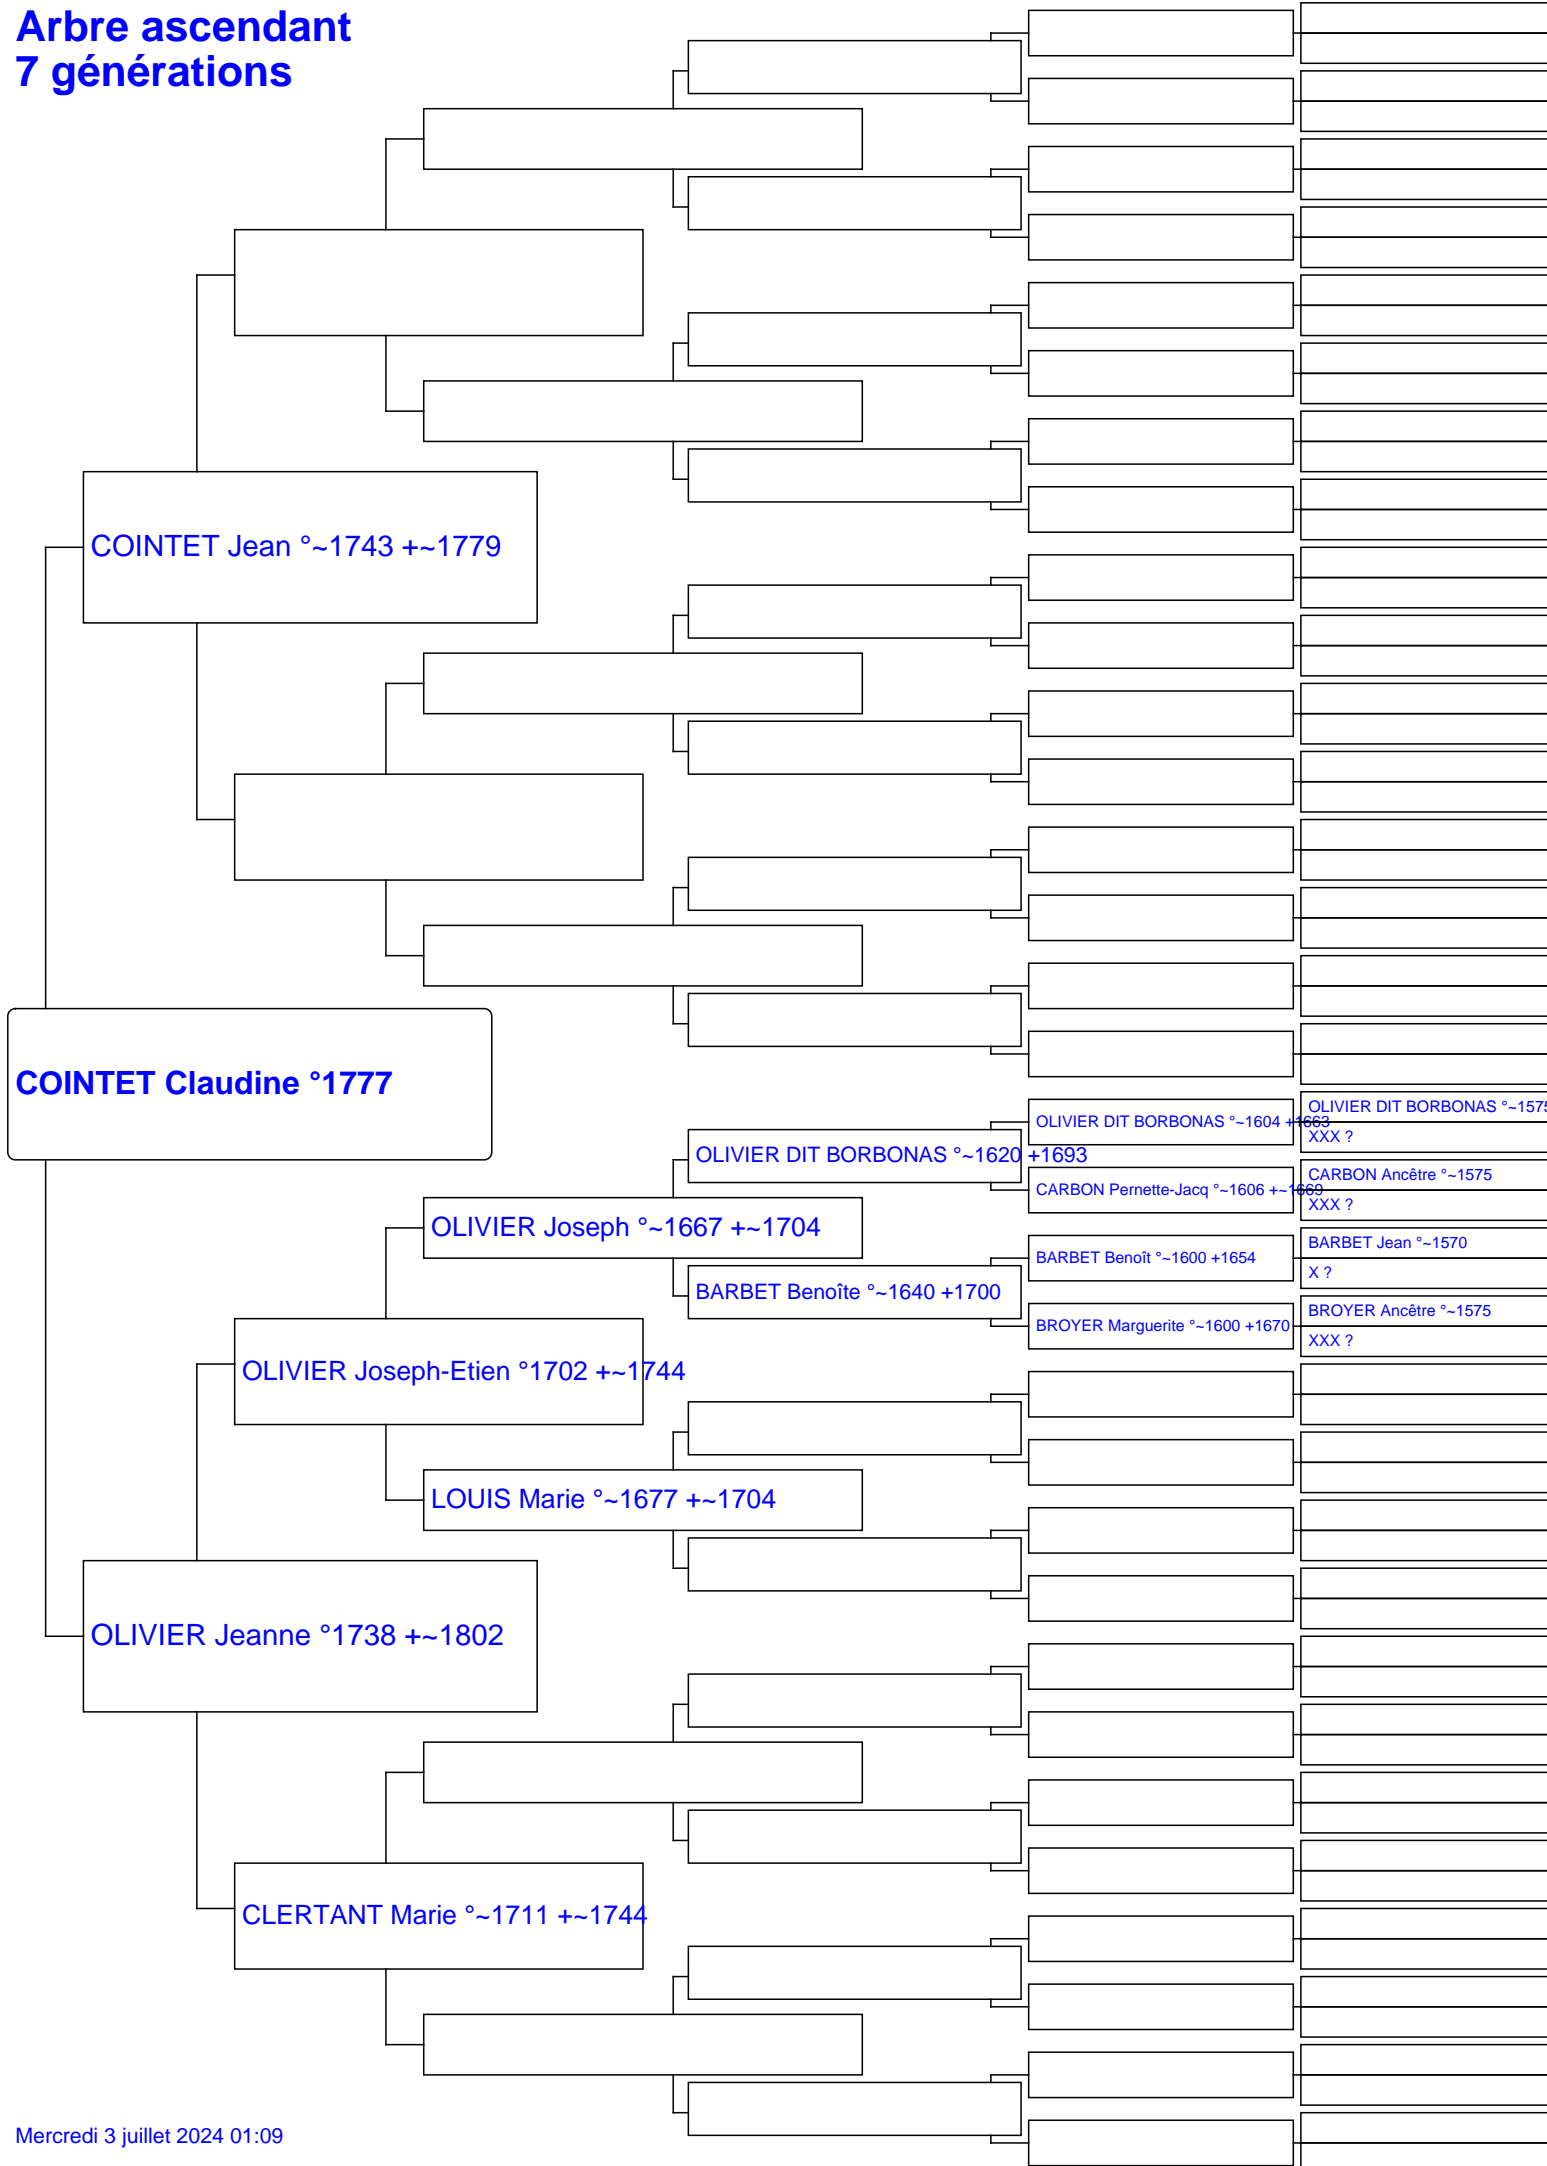 Arbre ascendant
7 générations
COINTET Jean °~1743 +~1779
COINTET Claudine °1777
OLIVIER DIT BORBONAS °~1575
OLIVIER DIT BORBONAS °~1604 +1663
XXX ?
OLIVIER DIT BORBONAS °~1620 +1693
CARBON Ancêtre °~1575
CARBON Pernette-Jacq °~1606 +~1669
XXX ?
OLIVIER Joseph °~1667 +~1704
BARBET Jean °~1570
BARBET Benoît °~1600 +1654
X ?
BARBET Benoîte °~1640 +1700
BROYER Ancêtre °~1575
BROYER Marguerite °~1600 +1670
XXX ?
OLIVIER Joseph-Etien °1702 +~1744
LOUIS Marie °~1677 +~1704
OLIVIER Jeanne °1738 +~1802
CLERTANT Marie °~1711 +~1744
Mercredi 3 juillet 2024 01:09